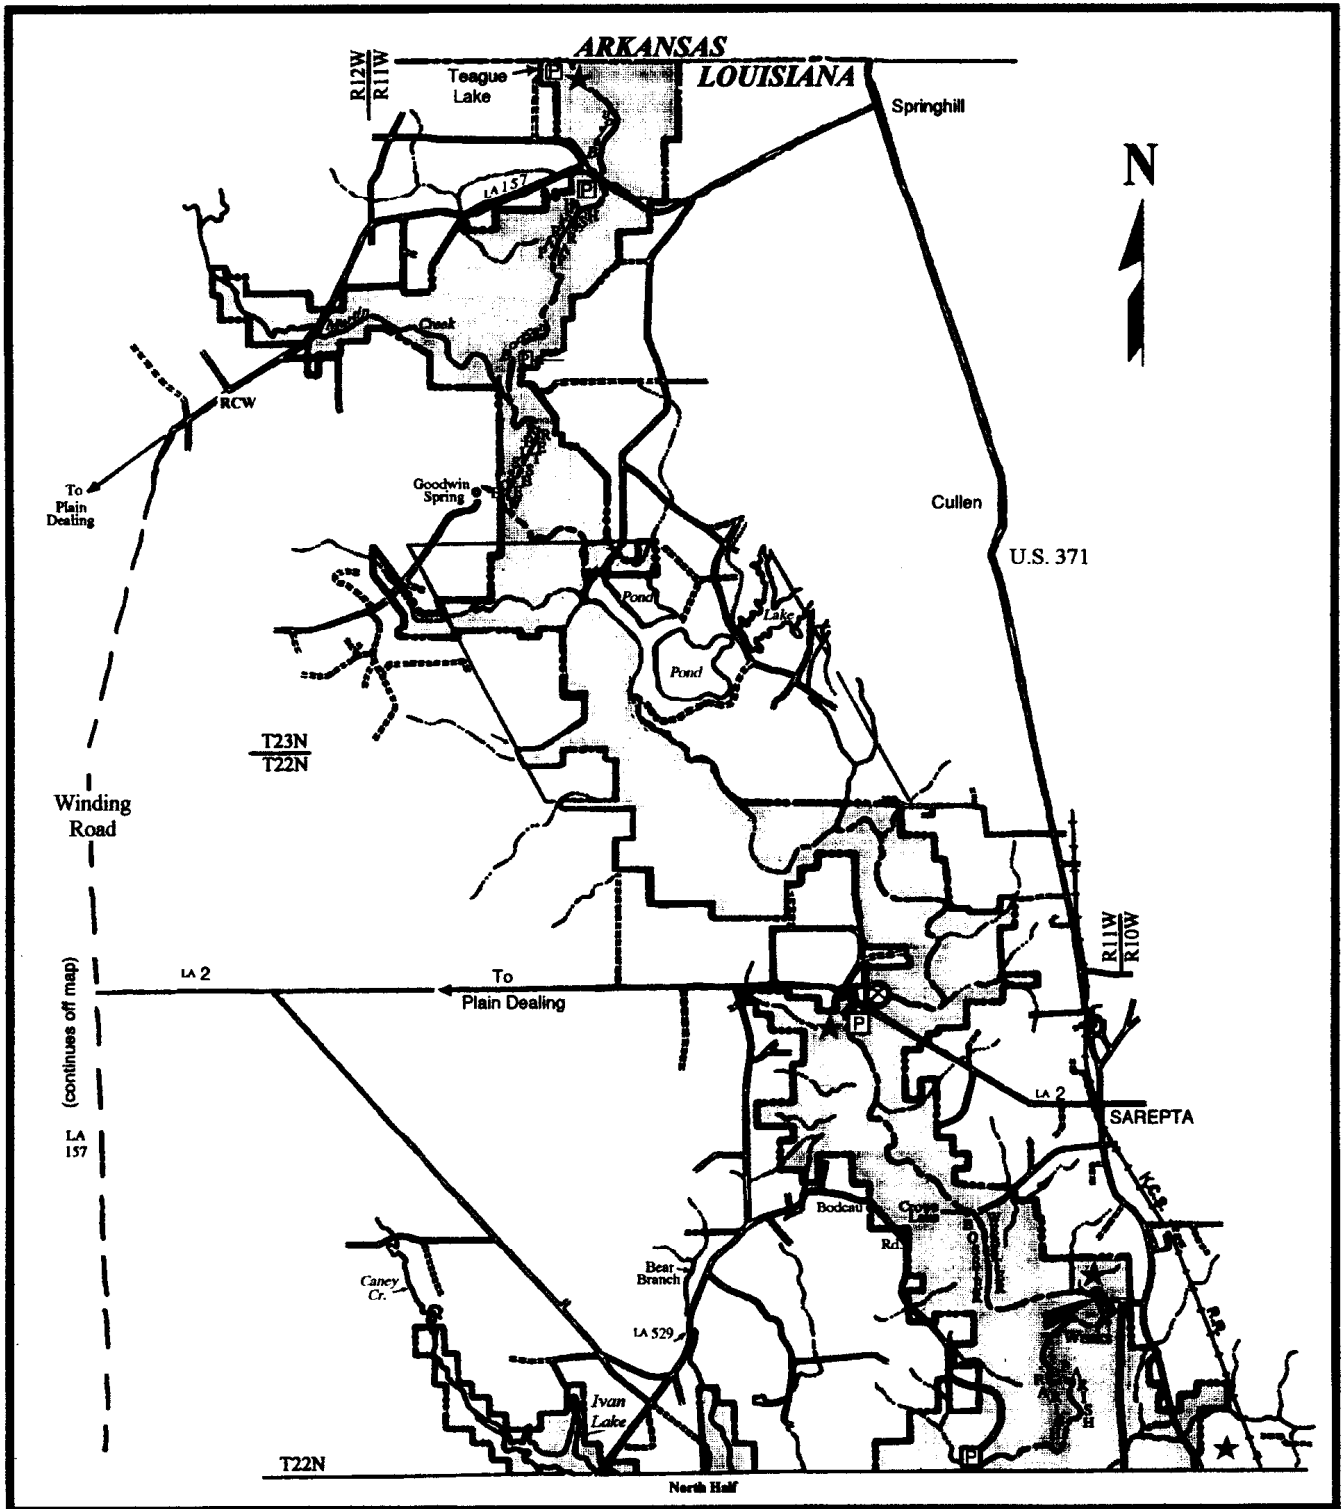 ARKANSAS
LOUISIANA
R12W
R11W
Teague
Lake
P
Springhill
N
LA 157
P
Martin
Creek
P
RCW
To
Plain
Dealing
Goodwin
Spring
Cullen
U.S. 371
Pond
Lake
Pond
T23N
T22N
Winding
Road
R11W
R10W
(continues off map)
LA 2
To
Plain Dealing
P
LA 2
SAREPTA
LA
157
K.C.S.
Bodcau
Rd.
Bear
Branch
Caney
Cr.
LA 529
R.R.
Ivan
Lake
P
T22N
North Half